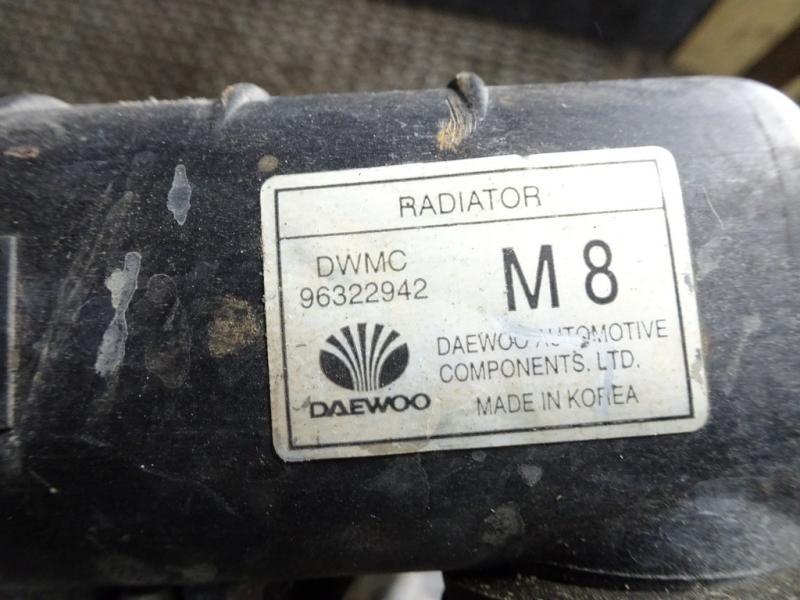 RADIATOR
DWMC
96322942
M 8
DAEWOO
DAEWOO AUTOMOTIVE
COMPONENTS. LTD.
MADE IN KOREA